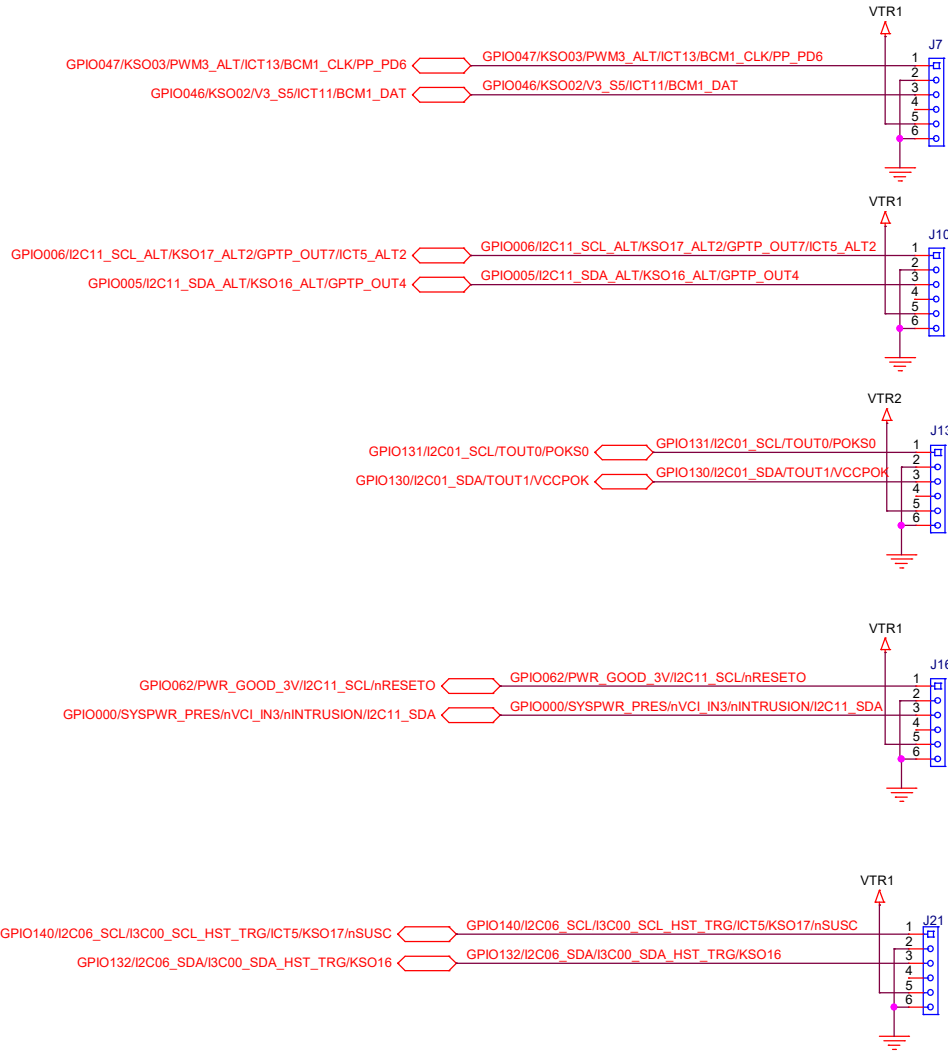 VTR1
J7
GPIO047/KSO03/PWM3_ALT/ICT13/BCM1_CLK/PP_PD6 GPIO047/KSO03/PWM3_ALT/ICT13/BCM1_CLK/PP_PD6 1
2
GPIO046/KSO02/V3_S5/ICT11/BCM1_DAT GPIO046/KSO02/V3_S5/ICT11/BCM1_DAT 3
4
5
6
VTR1
J10
GPIO006/I2C11_SCL_ALT/KSO17_ALT2/GPTP_OUT7/ICT5_ALT2 GPIO006/I2C11_SCL_ALT/KSO17_ALT2/GPTP_OUT7/ICT5_ALT2 1
2
GPIO005/I2C11_SDA_ALT/KSO16_ALT/GPTP_OUT4 GPIO005/I2C11_SDA_ALT/KSO16_ALT/GPTP_OUT4 3
4
5
6
VTR2
J13
GPIO131/I2C01_SCL/TOUT0/POKS0 GPIO131/I2C01_SCL/TOUT0/POKS0 1
2
GPIO130/I2C01_SDA/TOUT1/VCCPOK GPIO130/I2C01_SDA/TOUT1/VCCPOK 3
4
5
6
VTR1
J16
GPIO062/PWR_GOOD_3V/I2C11_SCL/nRESETO GPIO062/PWR_GOOD_3V/I2C11_SCL/nRESETO 1
2
GPIO000/SYSPWR_PRES/nVCI_IN3/nINTRUSION/I2C11_SDA GPIO000/SYSPWR_PRES/nVCI_IN3/nINTRUSION/I2C11_SDA 3
4
5
6
VTR1
J21
GPIO140/I2C06_SCL/I3C00_SCL_HST_TRG/ICT5/KSO17/nSUSC GPIO140/I2C06_SCL/I3C00_SCL_HST_TRG/ICT5/KSO17/nSUSC 1
2
GPIO132/I2C06_SDA/I3C00_SDA_HST_TRG/KSO16 GPIO132/I2C06_SDA/I3C00_SDA_HST_TRG/KSO16 3
4
5
6